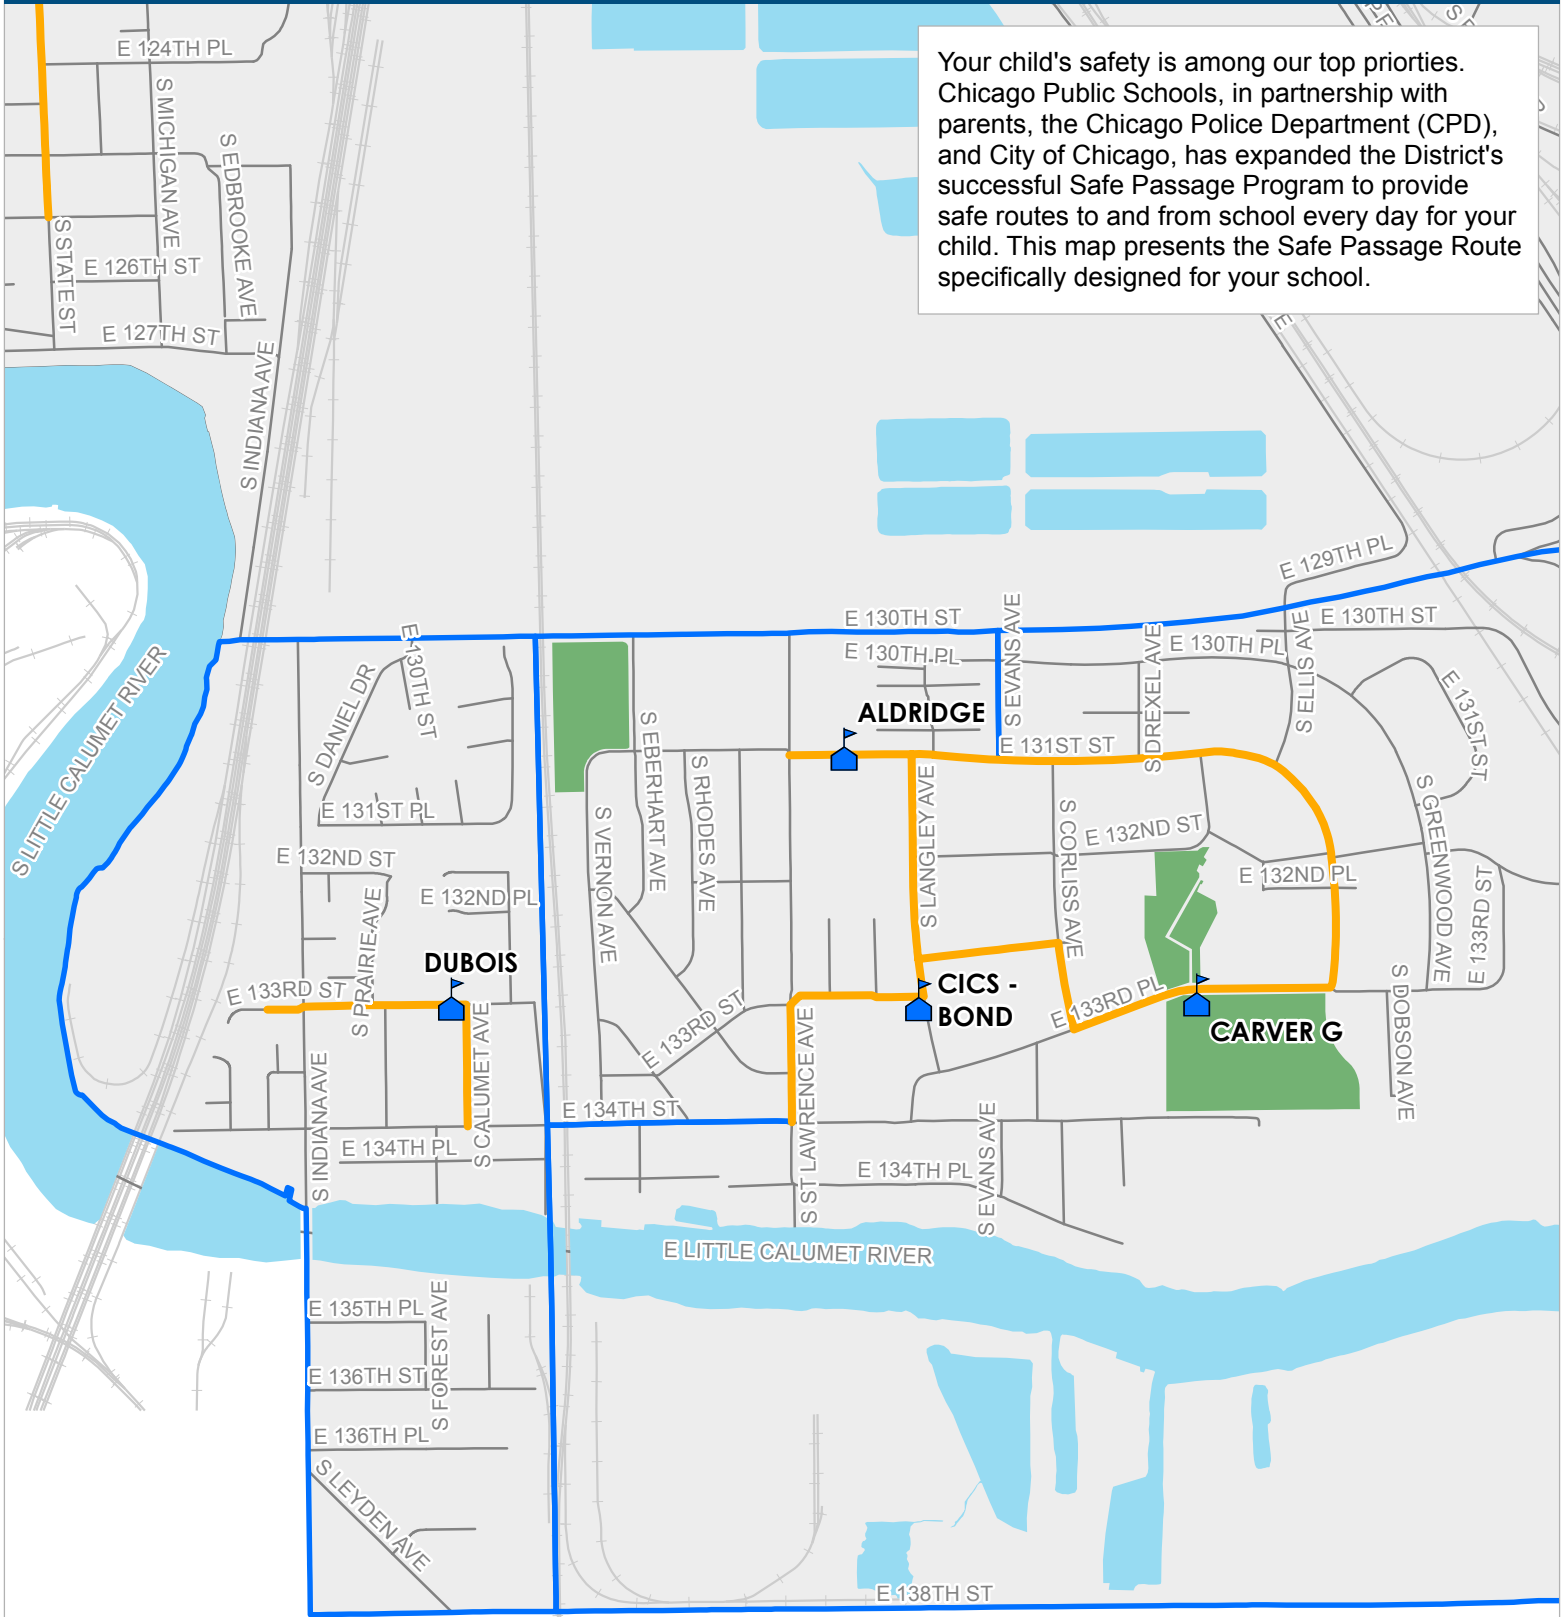 Your child's safety is among our top priorties.
Chicago Public Schools, in partnership with
parents, the Chicago Police Department (CPD),
and City of Chicago, has expanded the District's
successful Safe Passage Program to provide
safe routes to and from school every day for your
child. This map presents the Safe Passage Route
specifically designed for your school.
E 124TH PL
S MICHIGAN AVE
S EDBROOKE AVE
S STATE ST
E 126TH ST
E 127TH ST
S INDIANA AVE
E 129TH PL
S LITTLE CALUMET RIVER
E 130TH ST
E 130TH ST
E 130TH ST
E 130TH PL
E 130TH PL
S EVANS AVE
S DREXEL AVE
S ELLIS AVE
S DANIEL DR
E 131ST ST
ALDRIDGE
E 131ST ST
S EBERHART AVE
S RHODES AVE
S VERNON AVE
S LANGLEY AVE
S CORLISS AVE
S GREENWOOD AVE
E 131ST PL
E 132ND ST
E 132ND ST
E 132ND PL
E 132ND PL
S PRAIRIE AVE
E 133RD ST
DUBOIS
CICS -
BOND
E 133RD ST
E 133RD ST
E 133RD PL
CARVER G
S DOBSON AVE
S CALUMET AVE
S INDIANA AVE
S ST LAWRENCE AVE
E 134TH ST
E 134TH PL
E 134TH PL
S EVANS AVE
E LITTLE CALUMET RIVER
E 135TH PL
S FOREST AVE
E 136TH ST
E 136TH PL
S LEYDEN AVE
E 138TH ST